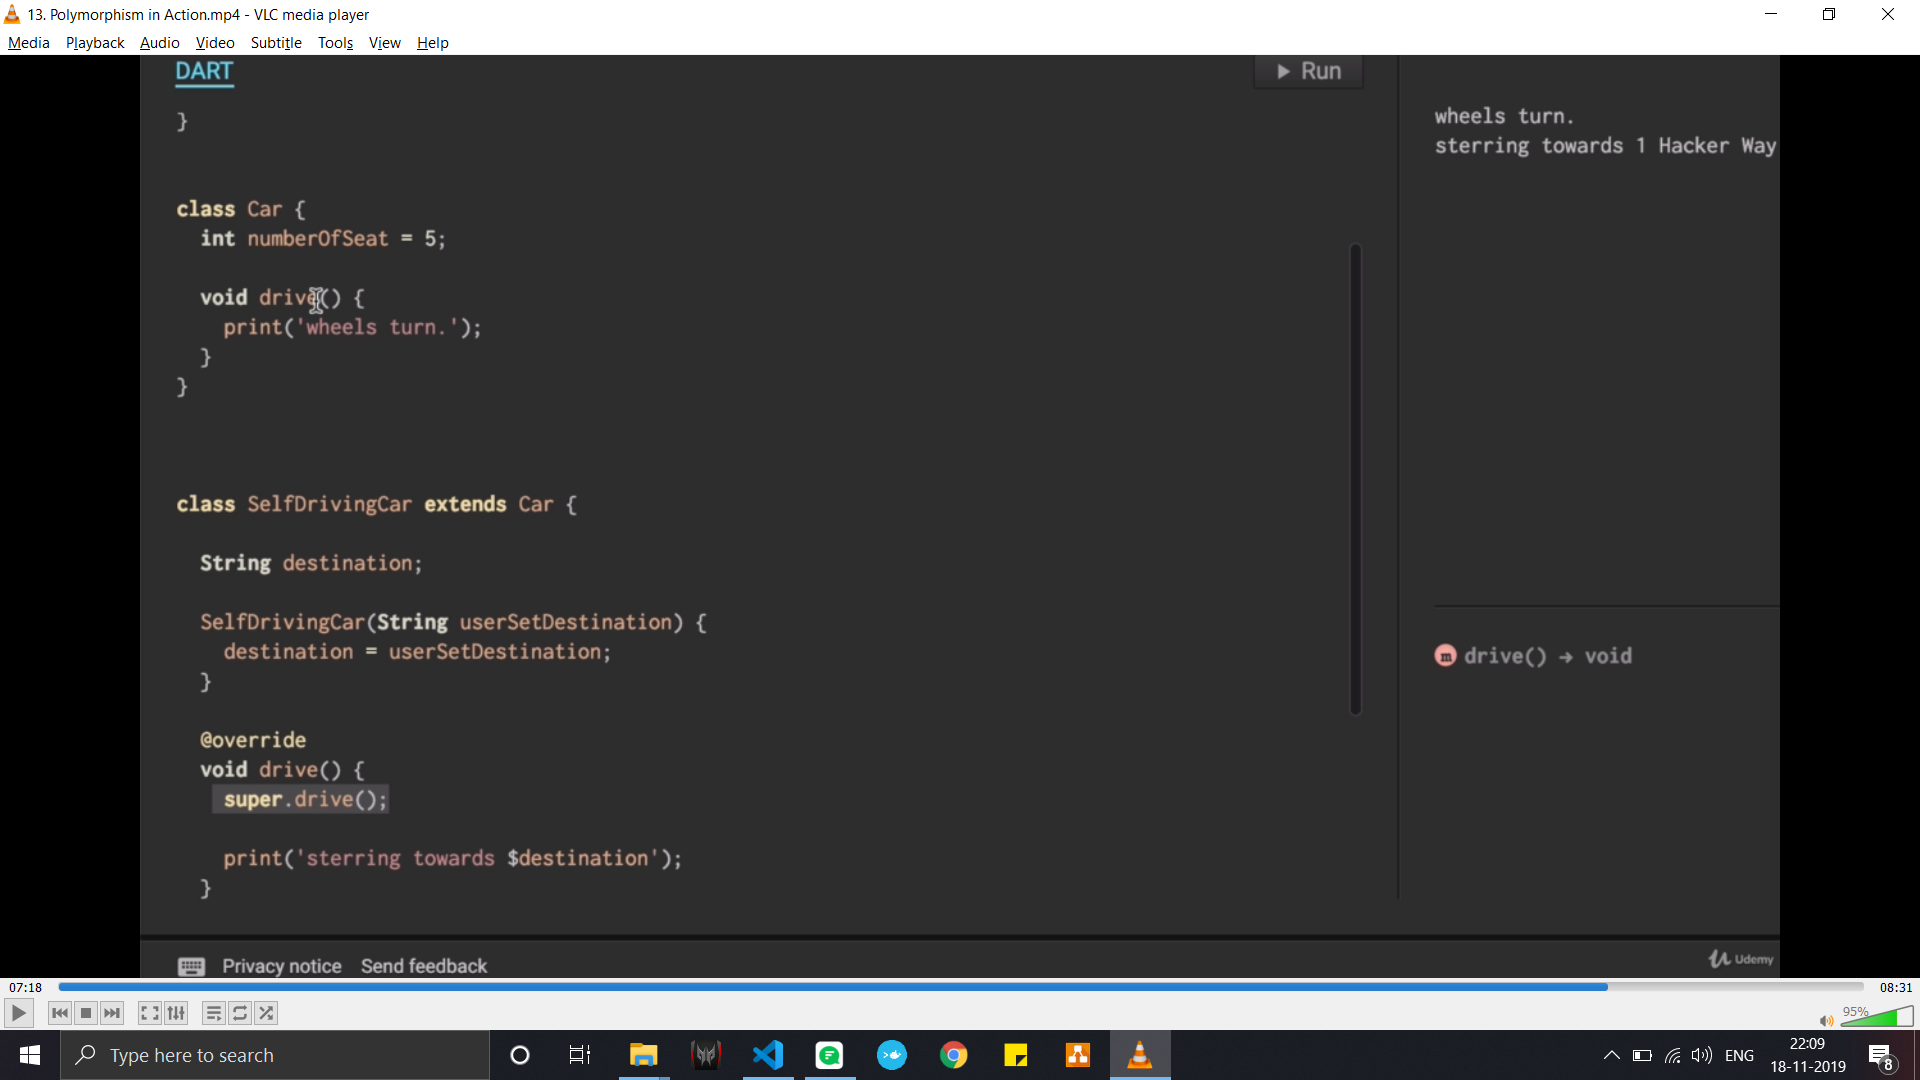 13. Polymorphism in Action.mp4 - VLC media player
Media Playback Audio Video Subtitle Tools View Help
DART
Run
}
class Car {
int numberOfSeat = 5;
void drive() {
print('wheels turn.');
}
}
class SelfDrivingCar extends Car {
String destination;
SelfDrivingCar(String userSetDestination) {
destination = userSetDestination;
}
@override
void drive() {
super.drive();
print('sterring towards $destination');
}
wheels turn.
sterring towards 1 Hacker Way
m drive() → void
Privacy notice Send feedback
Udemy
07:18
08:31
95%
Type here to search
ENG
22:09
18-11-2019
8